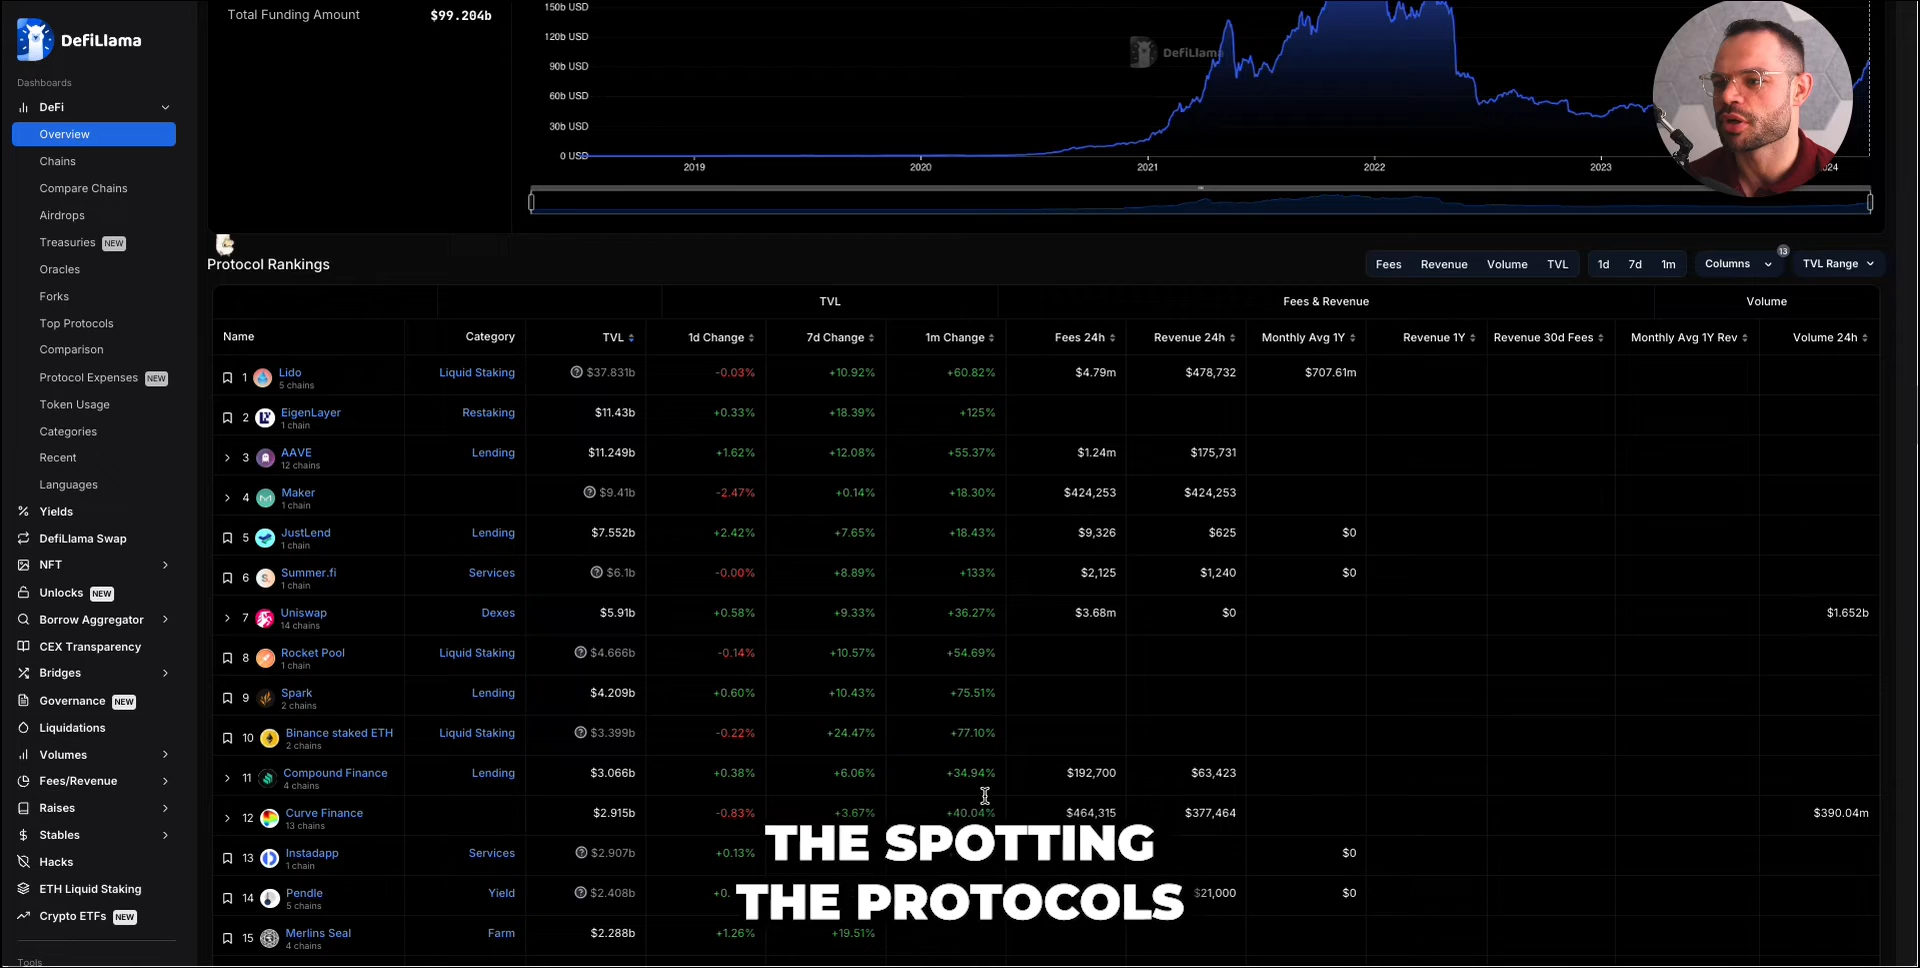 DefiLlama
Dashboards
DeFi
Overview
Chains
Compare Chains
Airdrops
Treasuries NEW
Oracles
Forks
Top Protocols
Comparison
Protocol Expenses NEW
Token Usage
Categories
Recent
Languages
Yields
DefiLlama Swap
NFT
Unlocks NEW
Borrow Aggregator
CEX Transparency
Bridges
Governance NEW
Liquidations
Volumes
Fees/Revenue
Raises
Stables
Hacks
ETH Liquid Staking
Crypto ETFs NEW
Tools
Total Funding Amount $99.204b
150b USD
120b USD
90b USD
60b USD
30b USD
0 USD
DefiLlama
2019 2020 2021 2022 2023 24
Protocol Rankings
Fees Revenue Volume TVL 1d 7d 1m Columns 13 TVL Range
TVL Fees & Revenue Volume
Name Category TVL 1d Change 7d Change 1m Change Fees 24h Revenue 24h Monthly Avg 1Y Revenue 1Y Revenue 30d Fees Monthly Avg 1Y Rev Volume 24h
1 Lido Liquid Staking $37.831b -0.03% +10.92% +60.82% $4.79m $478,732 $707.61m
5 chains
2 EigenLayer Restaking $11.43b +0.33% +18.39% +125%
1 chain
3 AAVE Lending $11.249b +1.62% +12.08% +55.37% $1.24m $175,731
12 chains
4 Maker $9.41b -2.47% +0.14% +18.30% $424,253 $424,253
1 chain
5 JustLend Lending $7.552b +2.42% +7.65% +18.43% $9,326 $625 $0
1 chain
6 Summer.fi Services $6.1b -0.00% +8.89% +133% $2,125 $1,240 $0
1 chain
7 Uniswap Dexes $5.91b +0.58% +9.33% +36.27% $3.68m $0 $1.652b
14 chains
8 Rocket Pool Liquid Staking $4.666b -0.14% +10.57% +54.69%
1 chain
9 Spark Lending $4.209b +0.60% +10.43% +75.51%
2 chains
10 Binance staked ETH Liquid Staking $3.399b -0.22% +24.47% +77.10%
2 chains
11 Compound Finance Lending $3.066b +0.38% +6.06% +34.94% $192,700 $63,423
4 chains
12 Curve Finance $2.915b -0.83% +3.67% +40.04% $464,315 $377,464 $390.04m
13 chains
13 Instadapp Services $2.907b +0.13% $0
1 chain
14 Pendle Yield $2.408b +0. $21,000 $0
5 chains
15 Merlins Seal Farm $2.288b +1.26% +19.51%
4 chains
THE SPOTTING
THE PROTOCOLS